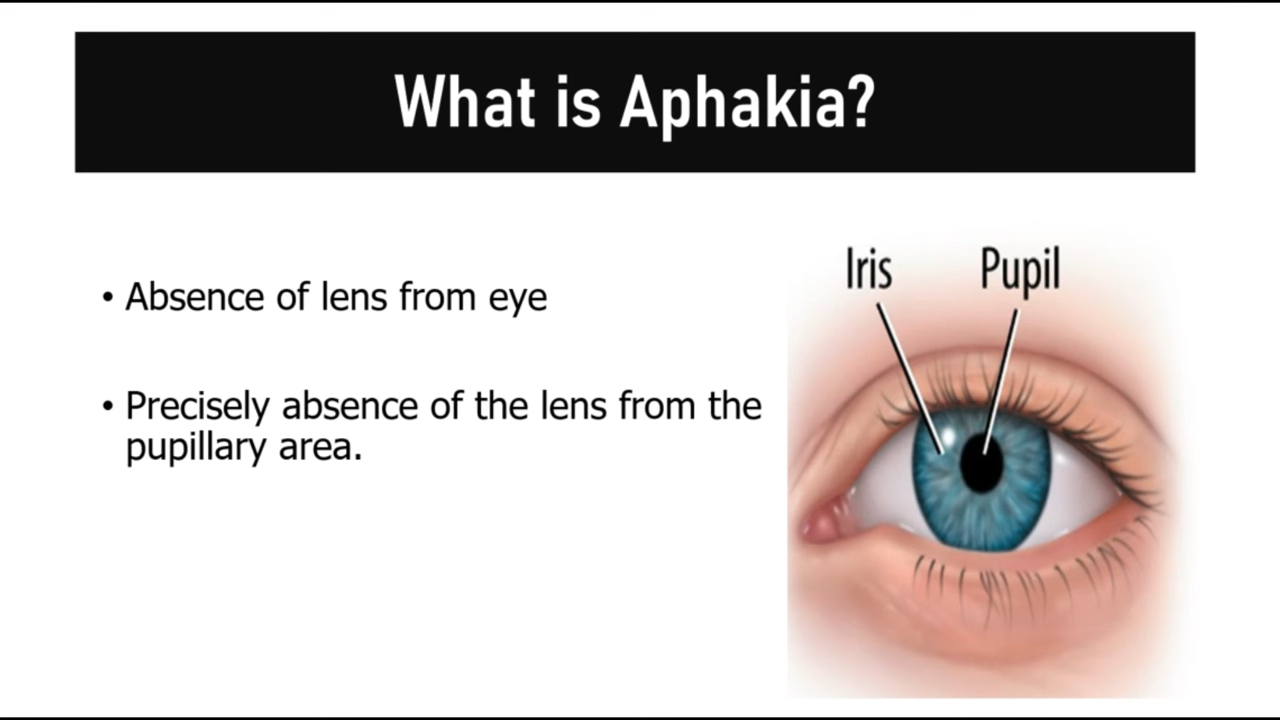 What is Aphakia?
• Absence of lens from eye
• Precisely absence of the lens from the
pupillary area.
Iris
Pupil